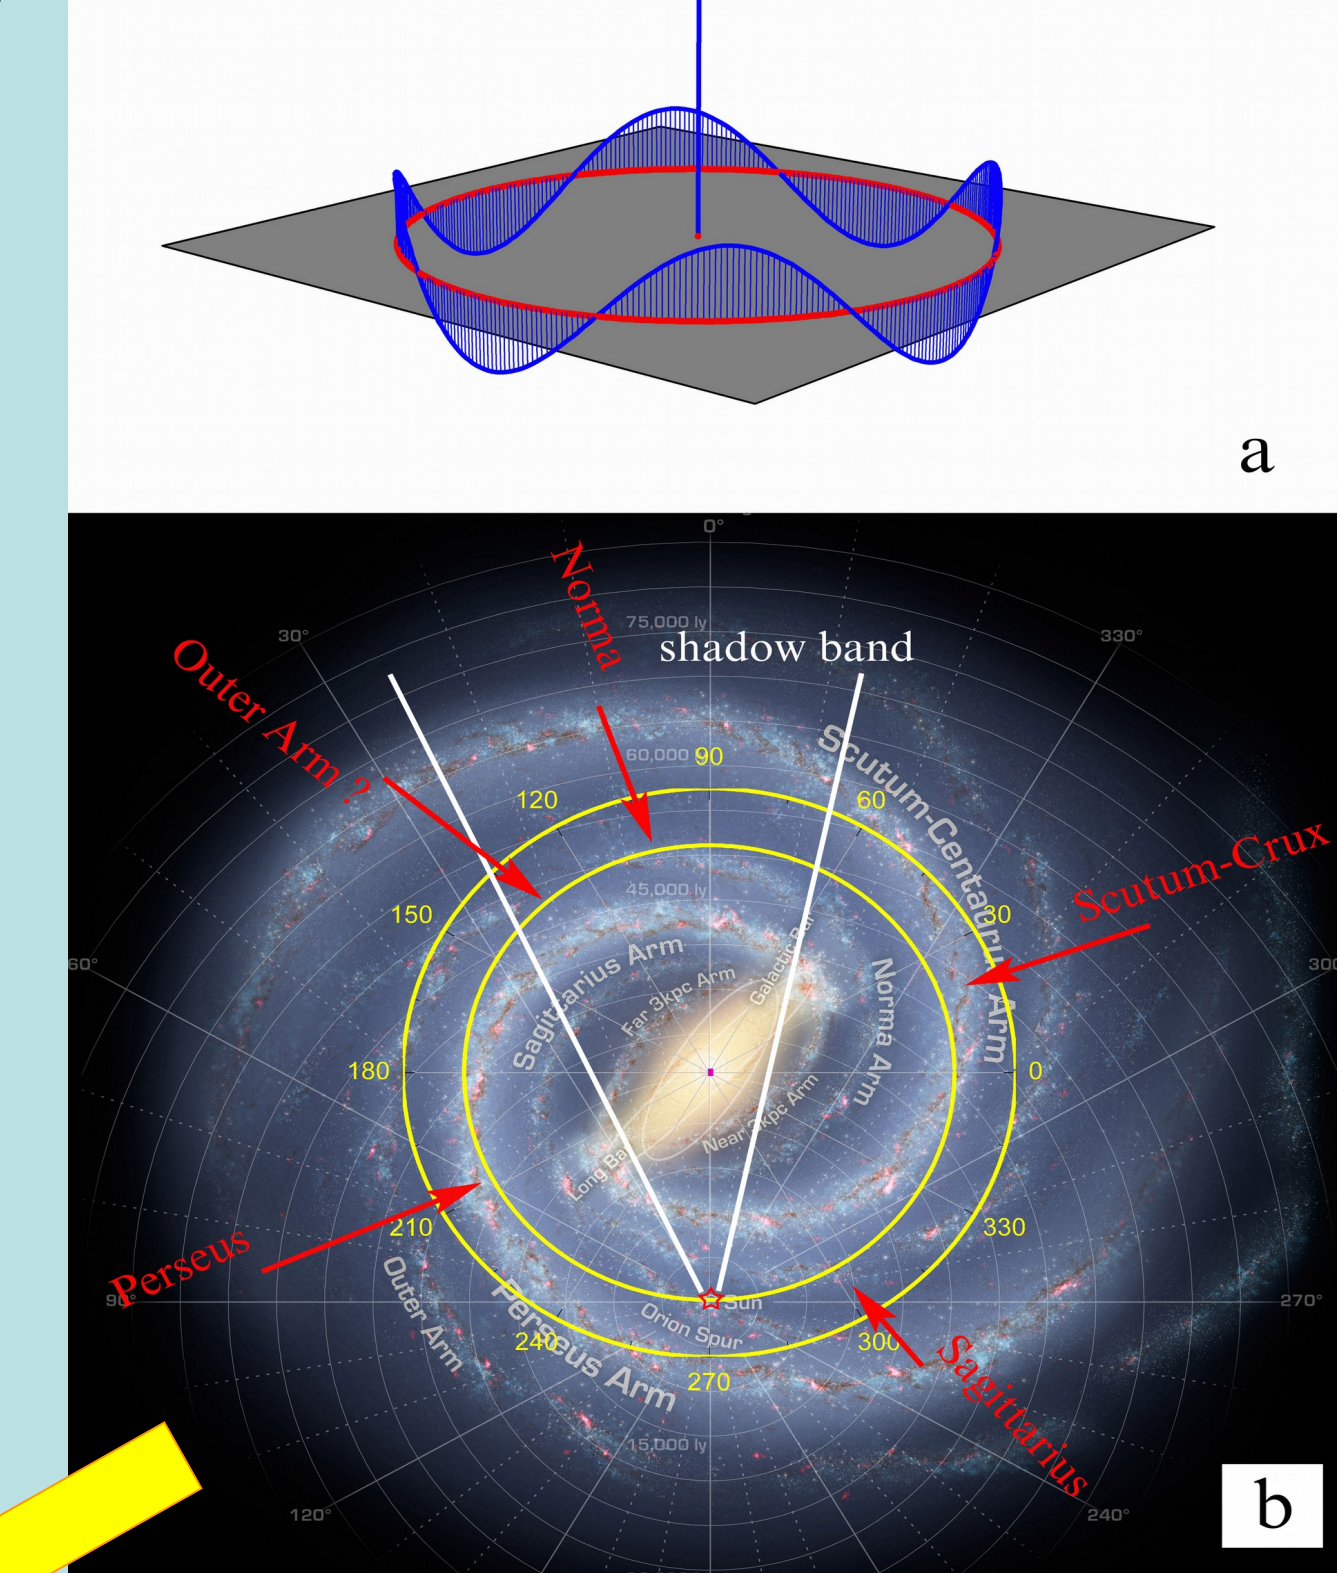 a
0°
Norma
75,000 ly
shadow band
30°
330°
Outer Arm ?
Scutum-Centaurus Arm
60,000
90
120
60
Scutum-Crux
45,000 ly
150
30
Sagittarius Arm
Galactic Bar
60°
Far 3kpc Arm
Norma Arm
180
0
Near 3kpc Arm
Long Bar
210
330
Perseus
90°
Sun
270°
Outer Arm
Perseus Arm
Orion Spur
240
300
Sagittarius
270
15,000 ly
120°
240°
b